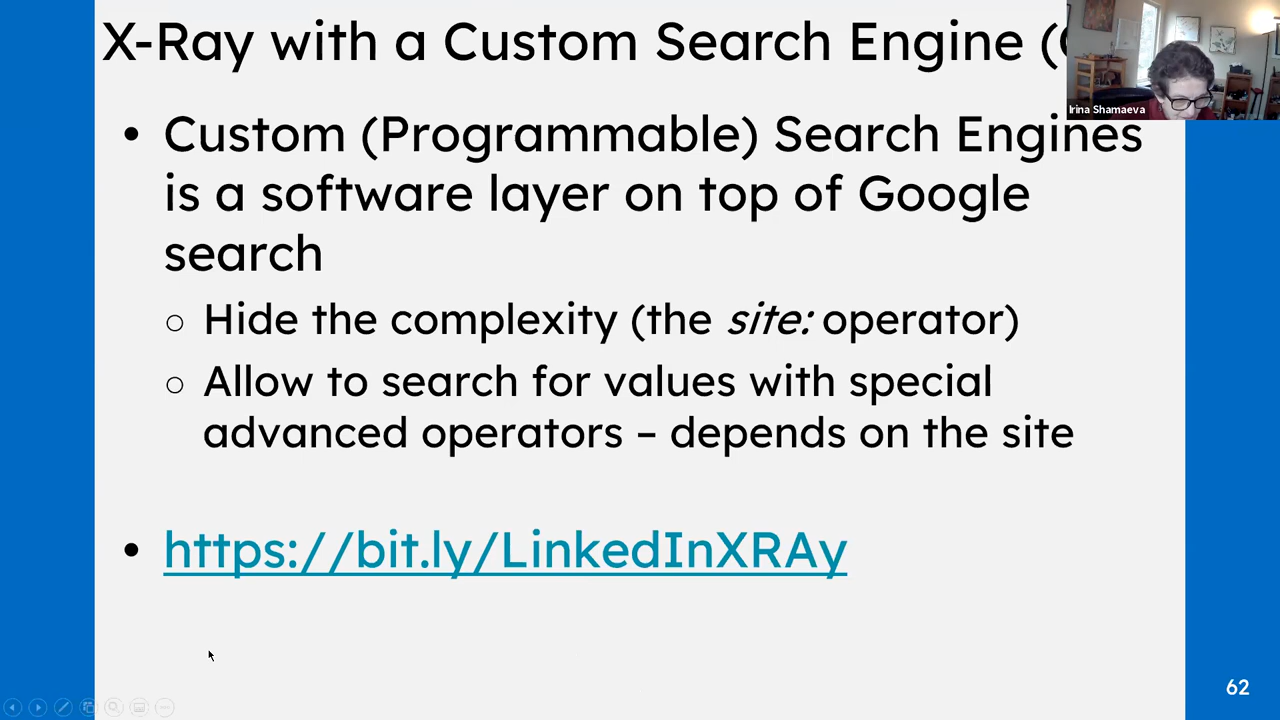 X-Ray with a Custom Search Engine (
Irina Shamaeva
• Custom (Programmable) Search Engines
is a software layer on top of Google
search
○ Hide the complexity (the site: operator)
○ Allow to search for values with special
advanced operators – depends on the site
• https://bit.ly/LinkedInXRAy
62